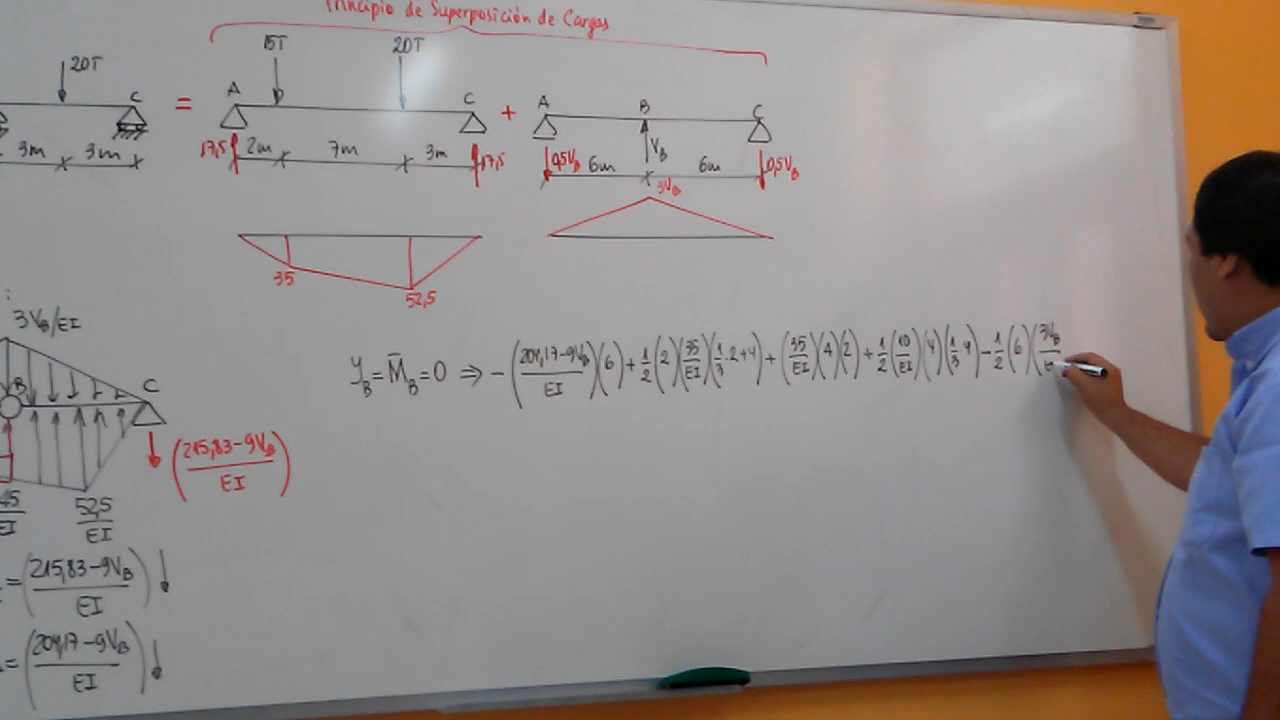 Principio de Superposición de Cargas
20T
15T
20T
C
=
A
C
+
A
B
C
3m
3m
17,5
2m
7m
3m
17,5
0,5V_B
6m
V_B
6m
0,5V_B
3V_B
35
52,5
:
3V_B/EI
B
C
y_B = M̄_B = 0 ⇒ -((204,17-9V_B)/EI)(6) + 1/2(2)(35/EI)(1/3·2+4) + (35/EI)(4)(2) + 1/2(10/EI)(4)(1/3·4) - 1/2(6)(3V_B/
((215,83-9V_B)/EI)
45/EI
52,5/EI
= ((215,83-9V_B)/EI) ↓
= ((204,17-9V_B)/EI) ↓